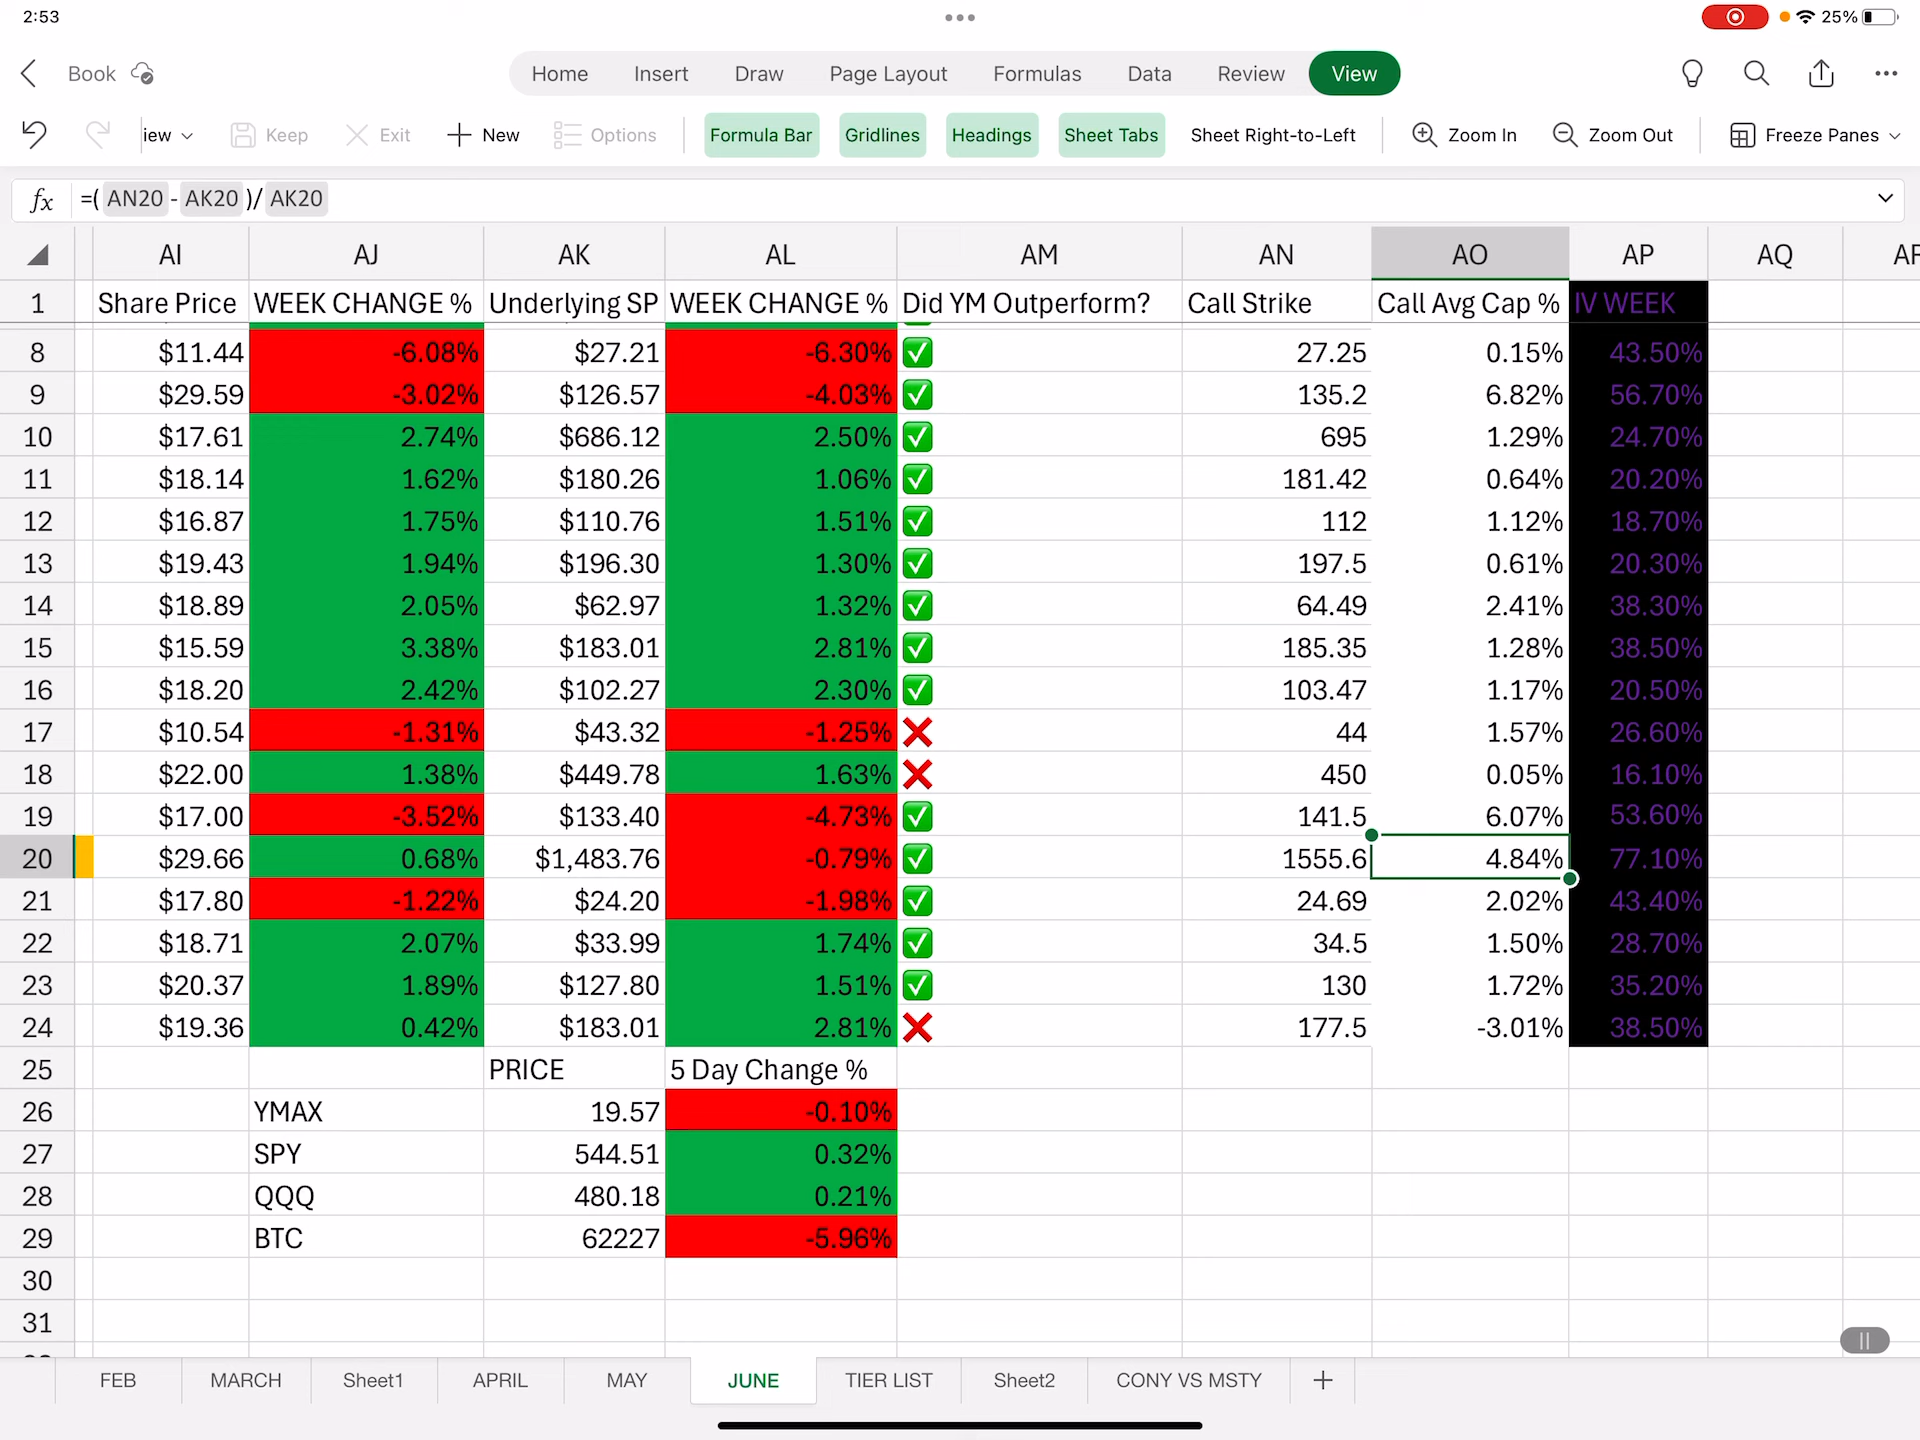 2:53
25%
Book
Home Insert Draw Page Layout Formulas Data Review View
iew Keep Exit New Options Formula Bar Gridlines Headings Sheet Tabs Sheet Right-to-Left Zoom In Zoom Out Freeze Panes
fx =( AN20 - AK20 )/ AK20
AI AJ AK AL AM AN AO AP AQ
1 Share Price WEEK CHANGE % Underlying SP WEEK CHANGE % Did YM Outperform? Call Strike Call Avg Cap % IV WEEK
8 $11.44 -6.08% $27.21 -6.30% ✅ 27.25 0.15% 43.50%
9 $29.59 -3.02% $126.57 -4.03% ✅ 135.2 6.82% 56.70%
10 $17.61 2.74% $686.12 2.50% ✅ 695 1.29% 24.70%
11 $18.14 1.62% $180.26 1.06% ✅ 181.42 0.64% 20.20%
12 $16.87 1.75% $110.76 1.51% ✅ 112 1.12% 18.70%
13 $19.43 1.94% $196.30 1.30% ✅ 197.5 0.61% 20.30%
14 $18.89 2.05% $62.97 1.32% ✅ 64.49 2.41% 38.30%
15 $15.59 3.38% $183.01 2.81% ✅ 185.35 1.28% 38.50%
16 $18.20 2.42% $102.27 2.30% ✅ 103.47 1.17% 20.50%
17 $10.54 -1.31% $43.32 -1.25% ❌ 44 1.57% 26.60%
18 $22.00 1.38% $449.78 1.63% ❌ 450 0.05% 16.10%
19 $17.00 -3.52% $133.40 -4.73% ✅ 141.5 6.07% 53.60%
20 $29.66 0.68% $1,483.76 -0.79% ✅ 1555.6 4.84% 77.10%
21 $17.80 -1.22% $24.20 -1.98% ✅ 24.69 2.02% 43.40%
22 $18.71 2.07% $33.99 1.74% ✅ 34.5 1.50% 28.70%
23 $20.37 1.89% $127.80 1.51% ✅ 130 1.72% 35.20%
24 $19.36 0.42% $183.01 2.81% ❌ 177.5 -3.01% 38.50%
25 PRICE 5 Day Change %
26 YMAX 19.57 -0.10%
27 SPY 544.51 0.32%
28 QQQ 480.18 0.21%
29 BTC 62227 -5.96%
30
31
FEB MARCH Sheet1 APRIL MAY JUNE TIER LIST Sheet2 CONY VS MSTY +